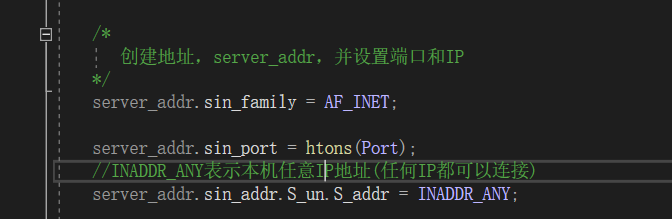 /*
创建地址，server_addr，并设置端口和IP
*/
server_addr.sin_family = AF_INET;
server_addr.sin_port = htons(Port);
//INADDR_ANY表示本机任意IP地址(任何IP都可以连接)
server_addr.sin_addr.S_un.S_addr = INADDR_ANY;